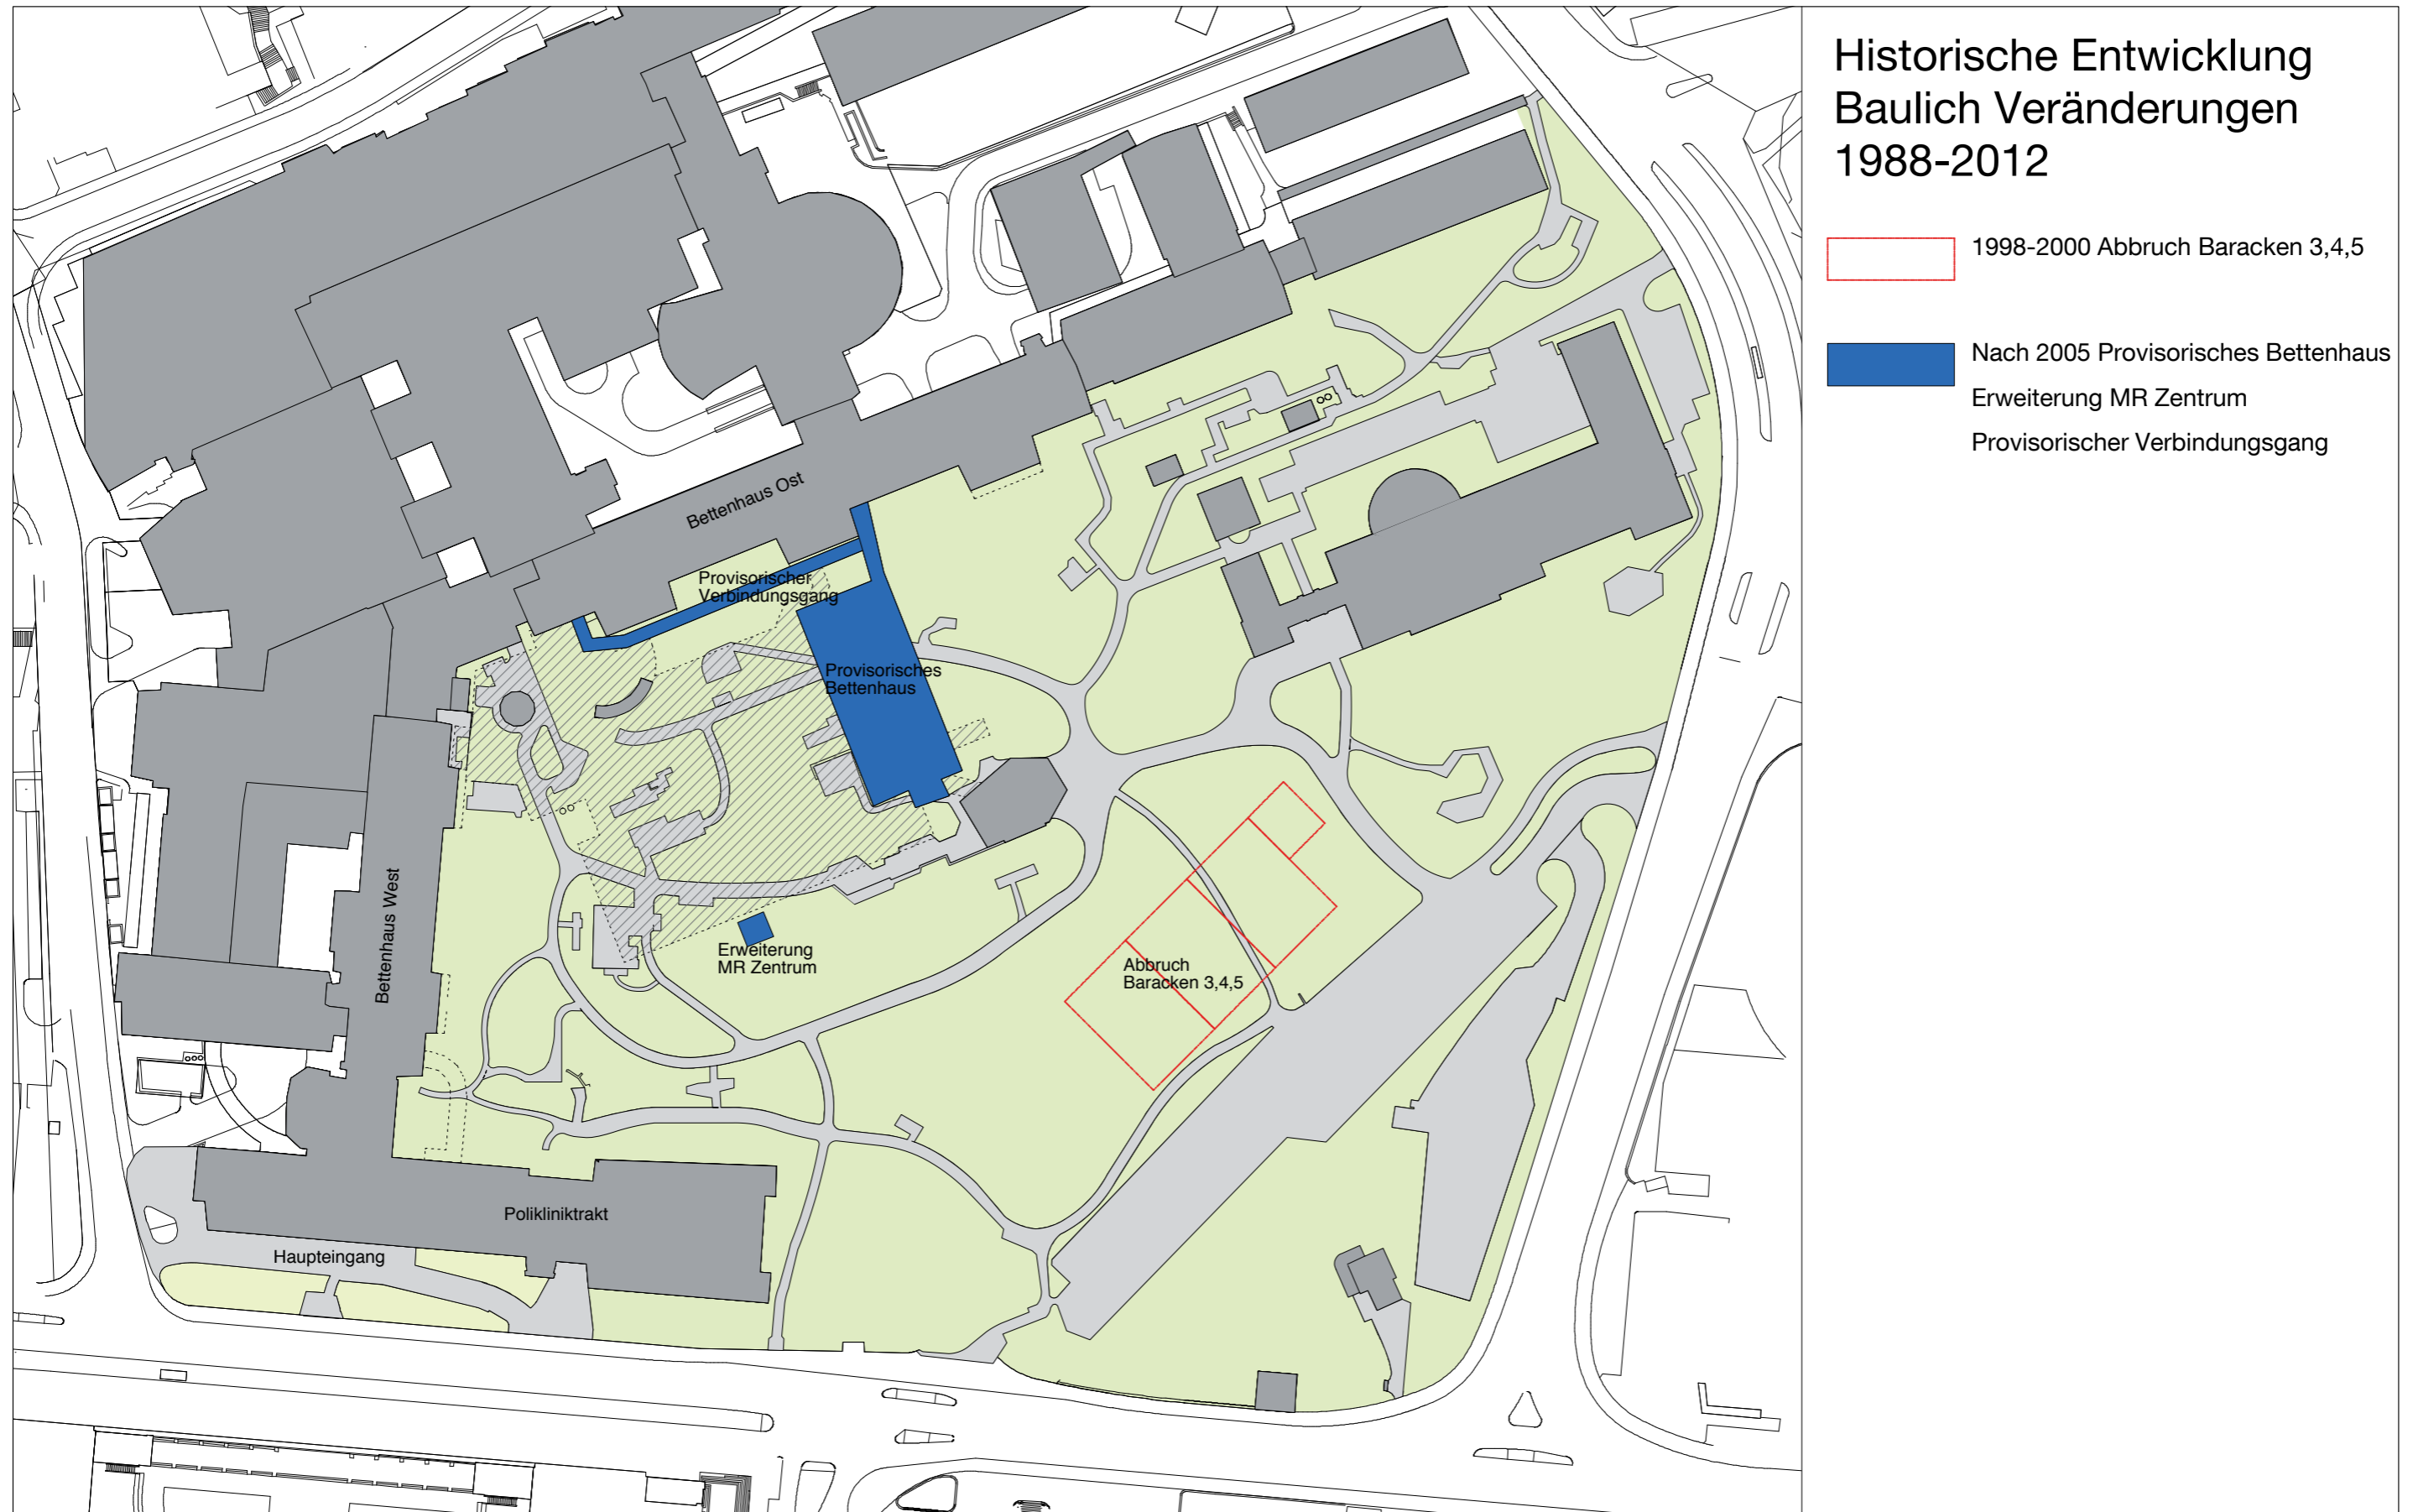 Historische Entwicklung
Baulich Veränderungen
1988-2012
1998-2000 Abbruch Baracken 3,4,5
Nach 2005 Provisorisches Bettenhaus
Erweiterung MR Zentrum
Provisorischer Verbindungsgang
Bettenhaus Ost
Provisorischer
Verbindungsgang
Provisorisches
Bettenhaus
Bettenhaus West
Erweiterung
MR Zentrum
Abbruch
Baracken 3,4,5
Polikliniktrakt
Haupteingang